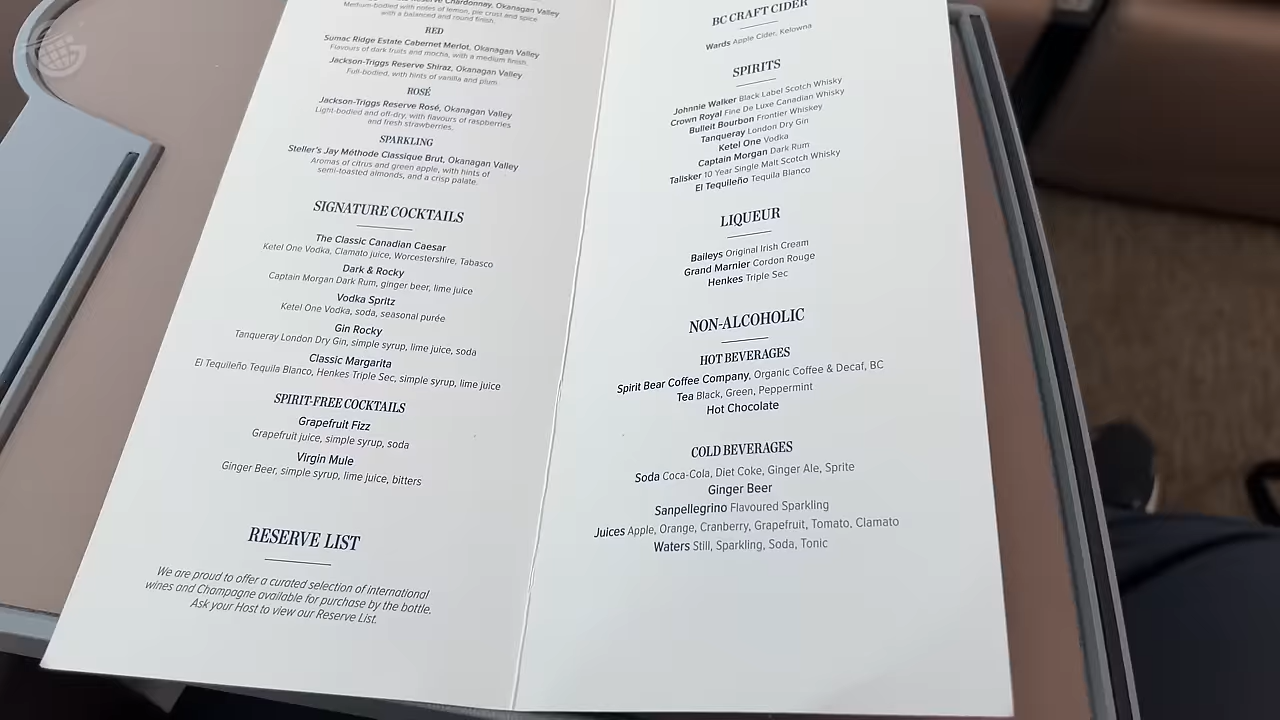 Chardonnay, Okanagan Valley
Medium-bodied with notes of lemon, pie crust and spice
with a balanced and round finish.
RED
Sumac Ridge Estate Cabernet Merlot, Okanagan Valley
Flavours of dark fruits and mocha, with a medium finish.
Jackson-Triggs Reserve Shiraz, Okanagan Valley
Full-bodied, with hints of vanilla and plum.
ROSÉ
Jackson-Triggs Reserve Rosé, Okanagan Valley
Light-bodied and off-dry, with flavours of raspberries
and fresh strawberries.
SPARKLING
Steller's Jay Méthode Classique Brut, Okanagan Valley
Aromas of citrus and green apple, with hints of
semi-toasted almonds, and a crisp palate.
SIGNATURE COCKTAILS
The Classic Canadian Caesar
Ketel One Vodka, Clamato juice, Worcestershire, Tabasco
Dark & Rocky
Captain Morgan Dark Rum, ginger beer, lime juice
Vodka Spritz
Ketel One Vodka, soda, seasonal purée
Gin Rocky
Tanqueray London Dry Gin, simple syrup, lime juice, soda
Classic Margarita
El Tequileño Tequila Blanco, Henkes Triple Sec, simple syrup, lime juice
SPIRIT-FREE COCKTAILS
Grapefruit Fizz
Grapefruit juice, simple syrup, soda
Virgin Mule
Ginger Beer, simple syrup, lime juice, bitters
RESERVE LIST
We are proud to offer a curated selection of international
wines and Champagne available for purchase by the bottle.
Ask your Host to view our Reserve List.
BC CRAFT CIDER
Wards Apple Cider, Kelowna
SPIRITS
Johnnie Walker Black Label Scotch Whisky
Crown Royal Fine De Luxe Canadian Whisky
Bulleit Bourbon Frontier Whiskey
Tanqueray London Dry Gin
Ketel One Vodka
Captain Morgan Dark Rum
Talisker 10 Year Single Malt Scotch Whisky
El Tequileño Tequila Blanco
LIQUEUR
Baileys Original Irish Cream
Grand Marnier Cordon Rouge
Henkes Triple Sec
NON-ALCOHOLIC
HOT BEVERAGES
Spirit Bear Coffee Company, Organic Coffee & Decaf, BC
Tea Black, Green, Peppermint
Hot Chocolate
COLD BEVERAGES
Soda Coca-Cola, Diet Coke, Ginger Ale, Sprite
Ginger Beer
Sanpellegrino Flavoured Sparkling
Juices Apple, Orange, Cranberry, Grapefruit, Tomato, Clamato
Waters Still, Sparkling, Soda, Tonic